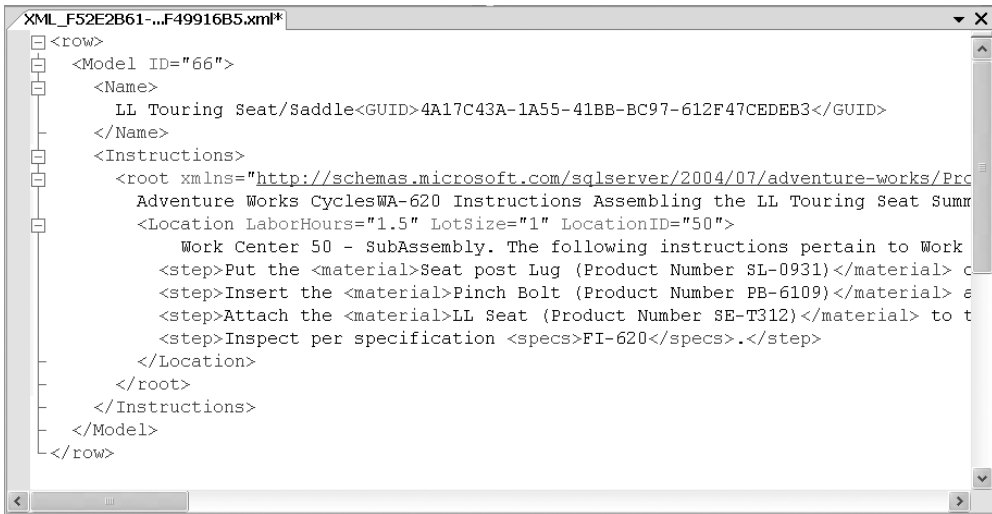 XML_F52E2B61-...F49916B5.xml*
<row>
<Model ID="66">
<Name>
LL Touring Seat/Saddle<GUID>4A17C43A-1A55-41BB-BC97-612F47CEDEB3</GUID>
</Name>
<Instructions>
<root xmlns="http://schemas.microsoft.com/sqlserver/2004/07/adventure-works/Pro
Adventure Works CyclesWA-620 Instructions Assembling the LL Touring Seat Summ
<Location LaborHours="1.5" LotSize="1" LocationID="50">
Work Center 50 - SubAssembly. The following instructions pertain to Work
<step>Put the <material>Seat post Lug (Product Number SL-0931)</material> o
<step>Insert the <material>Pinch Bolt (Product Number PB-6109)</material> a
<step>Attach the <material>LL Seat (Product Number SE-T312)</material> to t
<step>Inspect per specification <specs>FI-620</specs>.</step>
</Location>
</root>
</Instructions>
</Model>
</row>